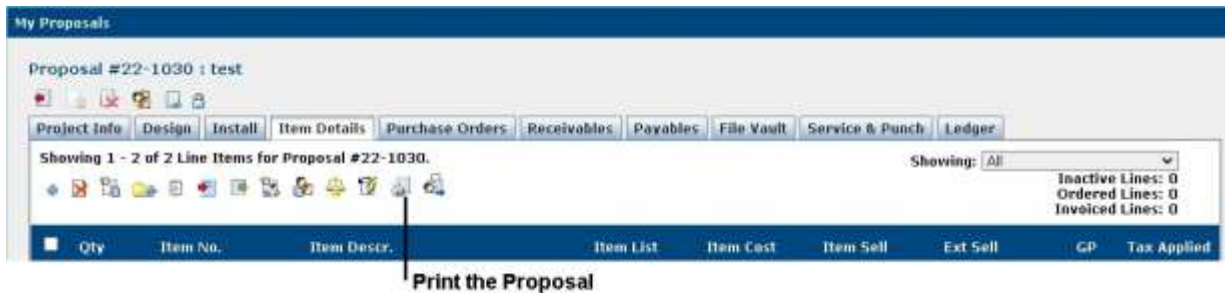 My Proposals
Proposal #22-1030 : test
Project Info Design Install Item Details Purchase Orders Receivables Payables File Vault Service & Punch Ledger
Showing 1 - 2 of 2 Line Items for Proposal #22-1030. Showing: All
Inactive Lines: 0
Ordered Lines: 0
Invoiced Lines: 0
Qty Item No. Item Descr. Item List Item Cost Item Sell Ext Sell GP Tax Applied
Print the Proposal